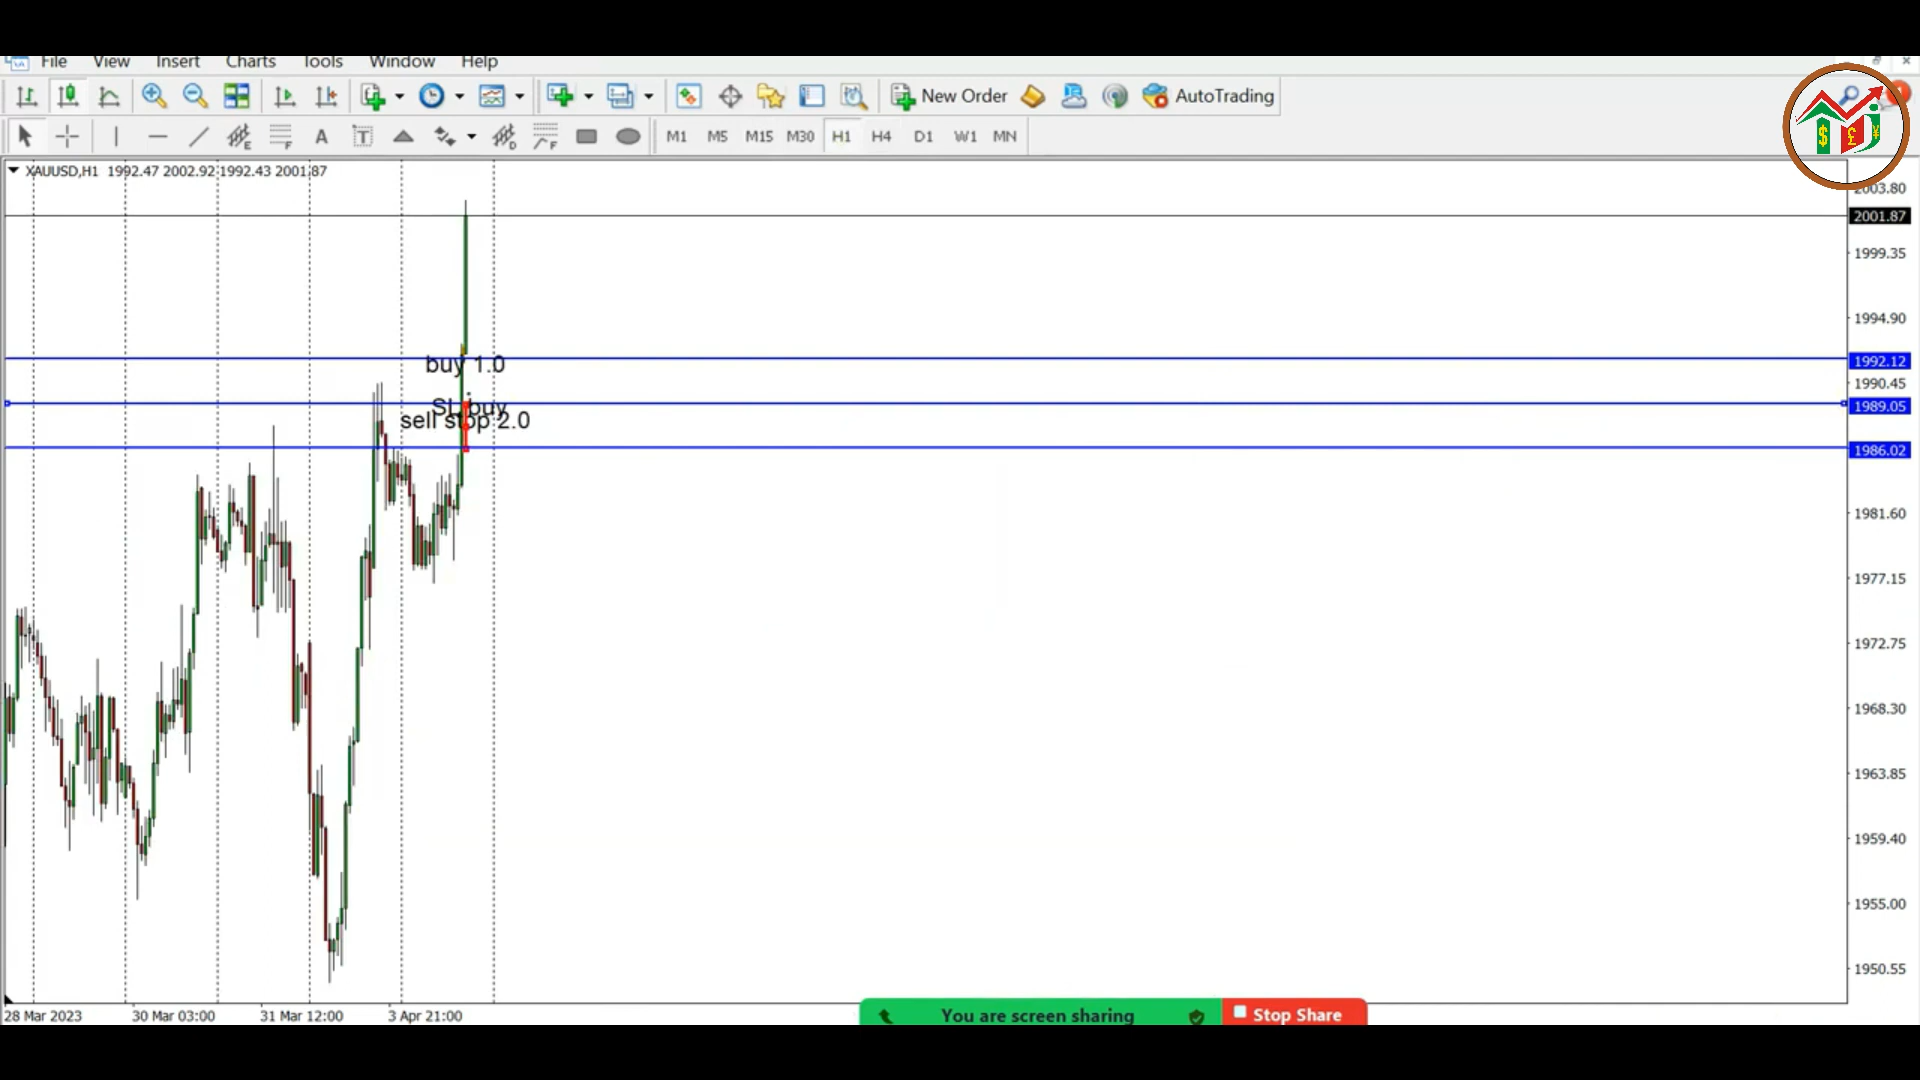 File View Insert Charts Tools Window Help
New Order AutoTrading
A T M1 M5 M15 M30 H1 H4 D1 W1 MN
XAUUSD,H1 1992.47 2002.92 1992.43 2001.87
2003.80
2001.87
1999.35
1994.90
buy 1.0
1992.12
1990.45
SL buy
1989.05
sell stop 2.0
1986.02
1981.60
1977.15
1972.75
1968.30
1963.85
1959.40
1955.00
1950.55
28 Mar 2023 30 Mar 03:00 31 Mar 12:00 3 Apr 21:00
You are screen sharing Stop Share